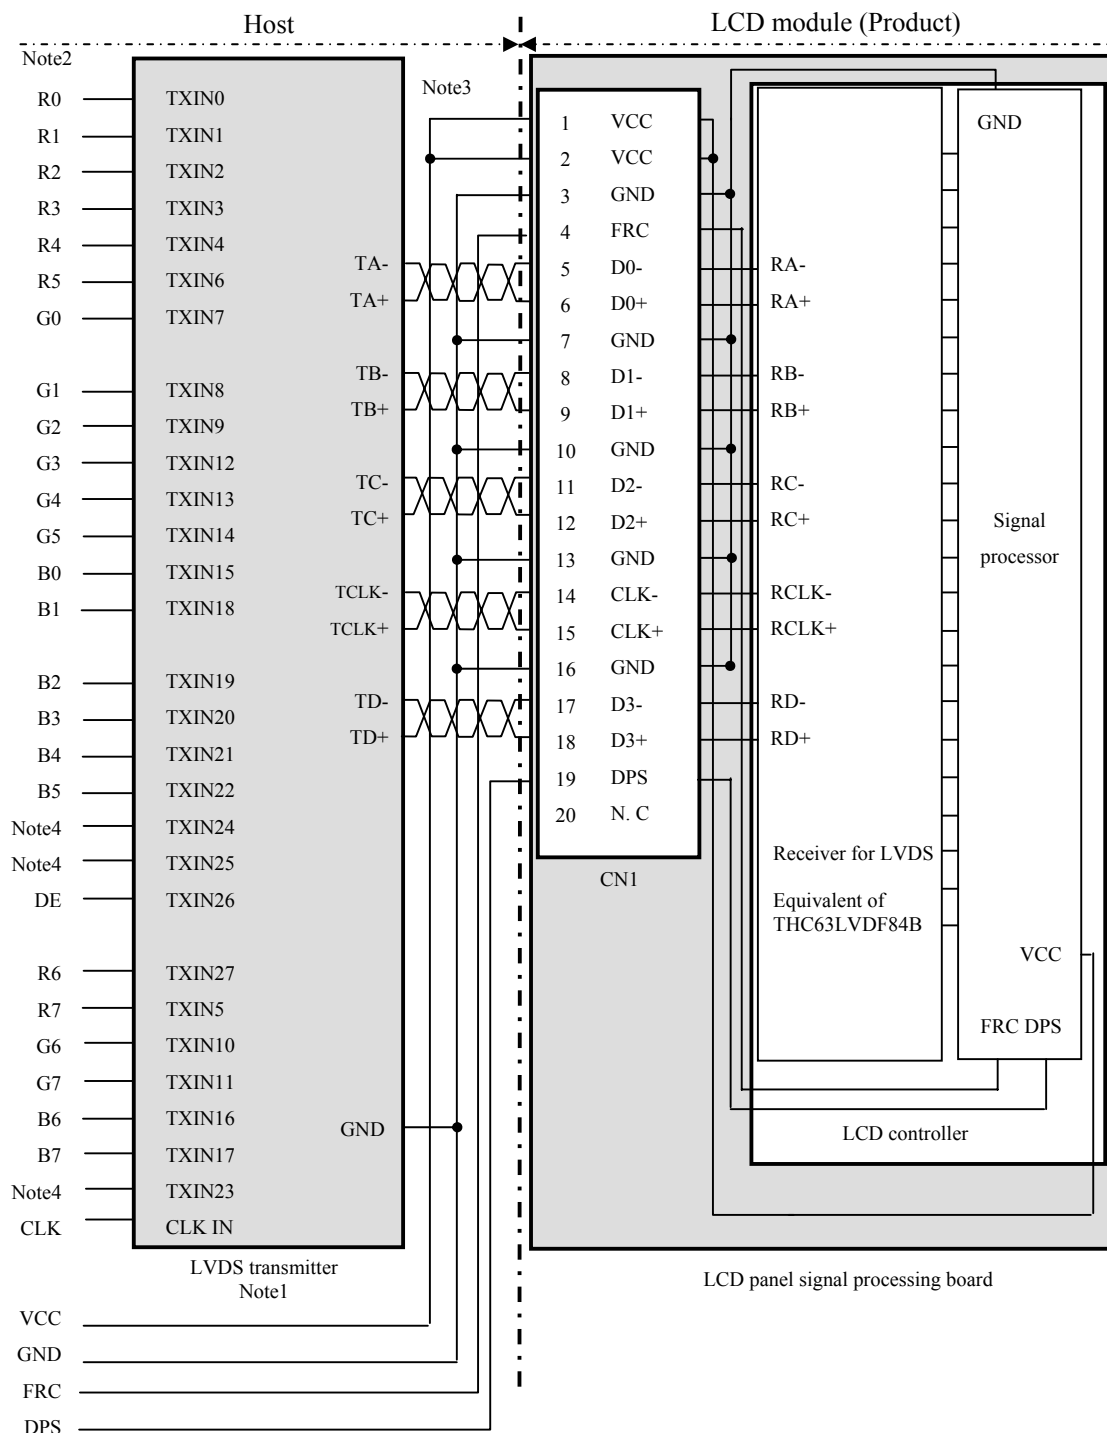 Host
LCD module (Product)
Note2
Note3
R0 TXIN0
R1 TXIN1
R2 TXIN2
R3 TXIN3
R4 TXIN4
R5 TXIN6
G0 TXIN7
G1 TXIN8
G2 TXIN9
G3 TXIN12
G4 TXIN13
G5 TXIN14
B0 TXIN15
B1 TXIN18
B2 TXIN19
B3 TXIN20
B4 TXIN21
B5 TXIN22
Note4 TXIN24
Note4 TXIN25
DE TXIN26
R6 TXIN27
R7 TXIN5
G6 TXIN10
G7 TXIN11
B6 TXIN16
B7 TXIN17
Note4 TXIN23
CLK CLK IN
TA-
TA+
TB-
TB+
TC-
TC+
TCLK-
TCLK+
TD-
TD+
GND
LVDS transmitter
Note1
VCC
GND
FRC
DPS
1 VCC
2 VCC
3 GND
4 FRC
5 D0-
6 D0+
7 GND
8 D1-
9 D1+
10 GND
11 D2-
12 D2+
13 GND
14 CLK-
15 CLK+
16 GND
17 D3-
18 D3+
19 DPS
20 N. C
CN1
RA-
RA+
RB-
RB+
RC-
RC+
RCLK-
RCLK+
RD-
RD+
Receiver for LVDS
Equivalent of
THC63LVDF84B
GND
Signal
processor
VCC
FRC DPS
LCD controller
LCD panel signal processing board